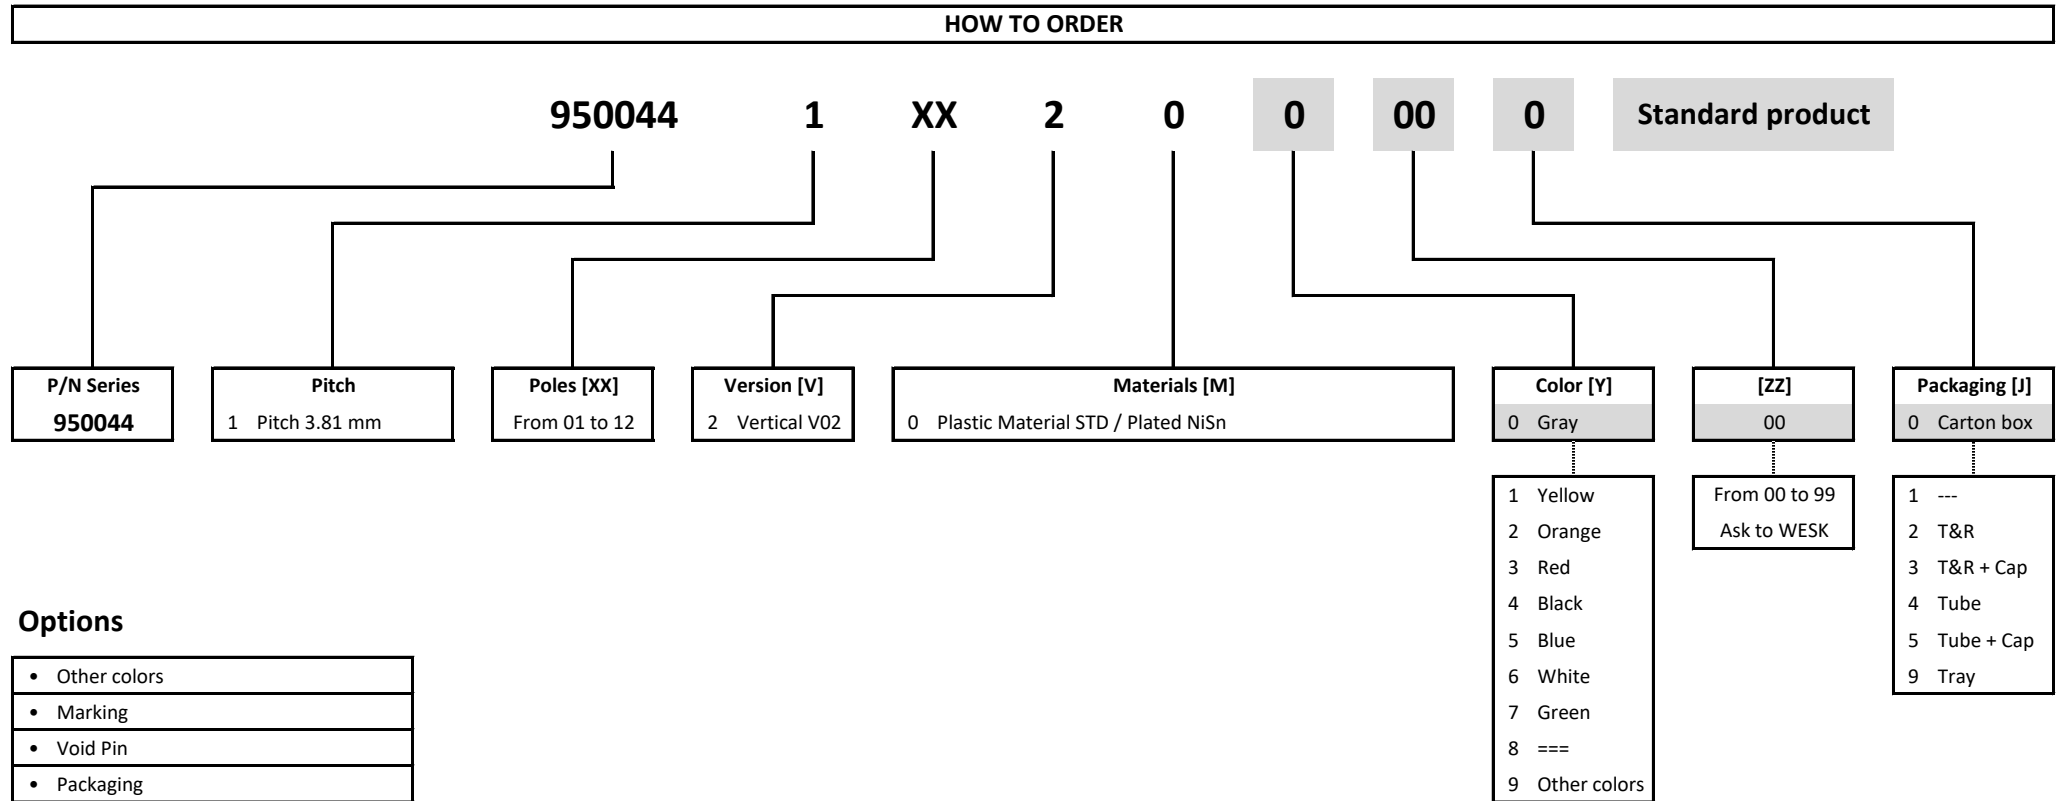 HOW TO ORDER
950044 1 XX 2 0 0 00 0 Standard product
P/N Series
950044
Pitch
1 Pitch 3.81 mm
Poles [XX]
From 01 to 12
Version [V]
2 Vertical V02
Materials [M]
0 Plastic Material STD / Plated NiSn
Color [Y]
0 Gray
1 Yellow
2 Orange
3 Red
4 Black
5 Blue
6 White
7 Green
8 ===
9 Other colors
[ZZ]
00
From 00 to 99
Ask to WESK
Packaging [J]
0 Carton box
1 ---
2 T&R
3 T&R + Cap
4 Tube
5 Tube + Cap
9 Tray
Options
• Other colors
• Marking
• Void Pin
• Packaging